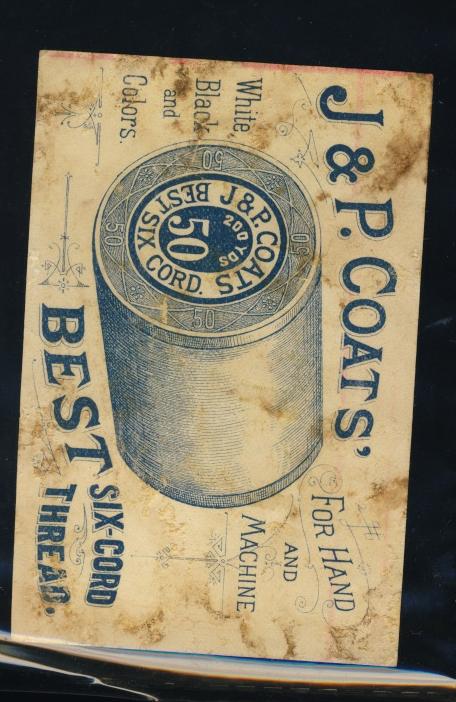 J & P. COATS'
White,
Black
and
Colors.
J. & P. COATS
BEST SIX CORD.
200 YDS
50
50
50
50
50
FOR HAND
AND
MACHINE
BEST SIX-CORD
THREAD.